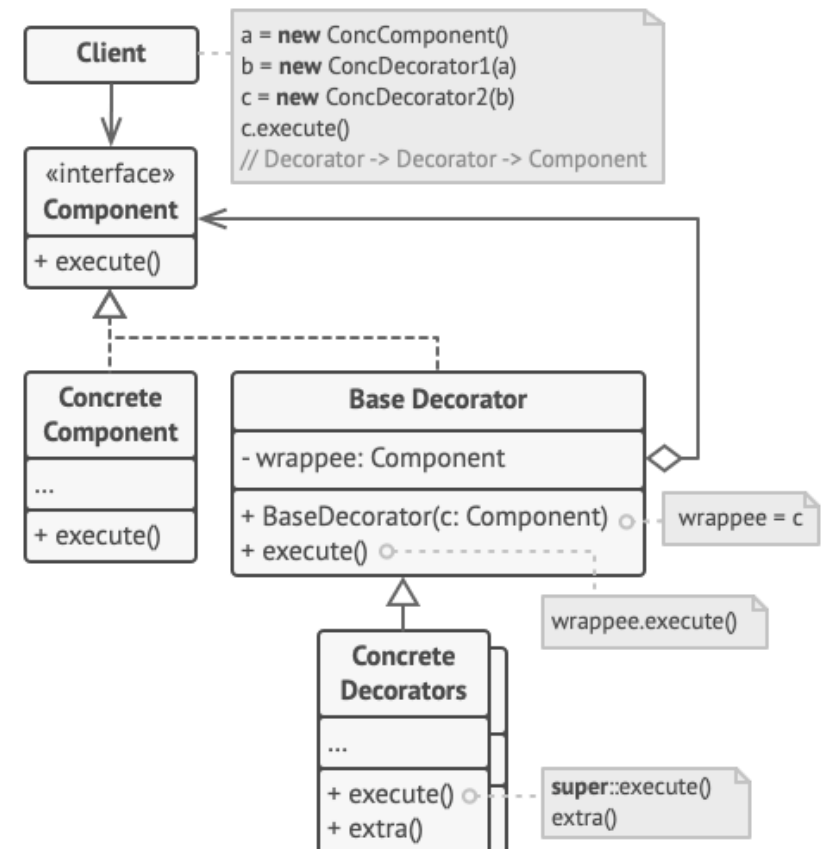 Client
a = new ConcComponent()
b = new ConcDecorator1(a)
c = new ConcDecorator2(b)
c.execute()
// Decorator -> Decorator -> Component
«interface»
Component
+ execute()
Concrete
Component
...
+ execute()
Base Decorator
- wrappee: Component
+ BaseDecorator(c: Component)
+ execute()
wrappee = c
wrappee.execute()
Concrete
Decorators
...
+ execute()
+ extra()
super::execute()
extra()